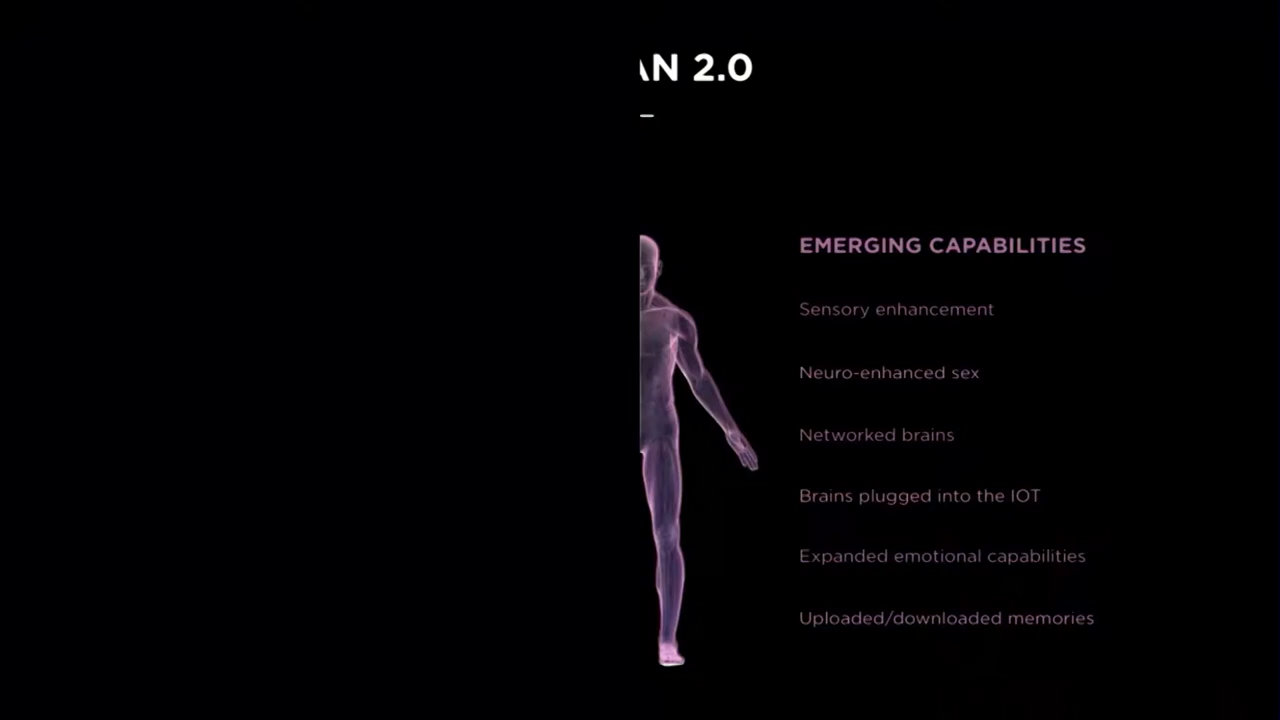 AN 2.0
EMERGING CAPABILITIES
Sensory enhancement
Neuro-enhanced sex
Networked brains
Brains plugged into the IOT
Expanded emotional capabilities
Uploaded/downloaded memories